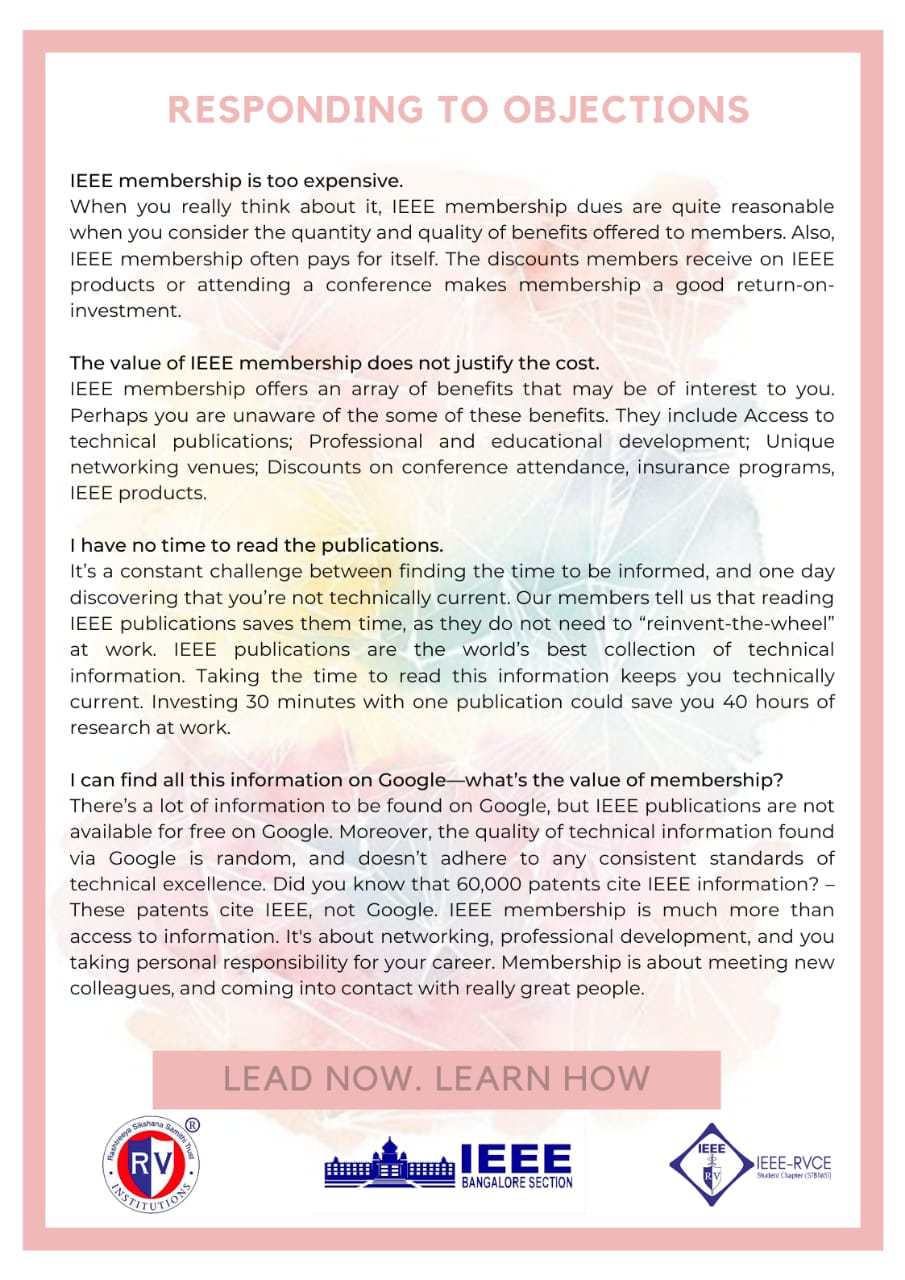 RESPONDING TO OBJECTIONS
IEEE membership is too expensive.
When you really think about it, IEEE membership dues are quite reasonable
when you consider the quantity and quality of benefits offered to members. Also,
IEEE membership often pays for itself. The discounts members receive on IEEE
products or attending a conference makes membership a good return-on-
investment.
The value of IEEE membership does not justify the cost.
IEEE membership offers an array of benefits that may be of interest to you.
Perhaps you are unaware of the some of these benefits. They include Access to
technical publications; Professional and educational development; Unique
networking venues; Discounts on conference attendance, insurance programs,
IEEE products.
I have no time to read the publications.
It’s a constant challenge between finding the time to be informed, and one day
discovering that you’re not technically current. Our members tell us that reading
IEEE publications saves them time, as they do not need to “reinvent-the-wheel”
at work. IEEE publications are the world’s best collection of technical
information. Taking the time to read this information keeps you technically
current. Investing 30 minutes with one publication could save you 40 hours of
research at work.
I can find all this information on Google—what’s the value of membership?
There’s a lot of information to be found on Google, but IEEE publications are not
available for free on Google. Moreover, the quality of technical information found
via Google is random, and doesn’t adhere to any consistent standards of
technical excellence. Did you know that 60,000 patents cite IEEE information? –
These patents cite IEEE, not Google. IEEE membership is much more than
access to information. It's about networking, professional development, and you
taking personal responsibility for your career. Membership is about meeting new
colleagues, and coming into contact with really great people.
LEAD NOW. LEARN HOW
Rashtreeya Sikshana Samithi Trust
®
RV
INSTITUTIONS
IEEE
BANGALORE SECTION
IEEE
RV
IEEE-RVCE
Student Chapter (STB11651)